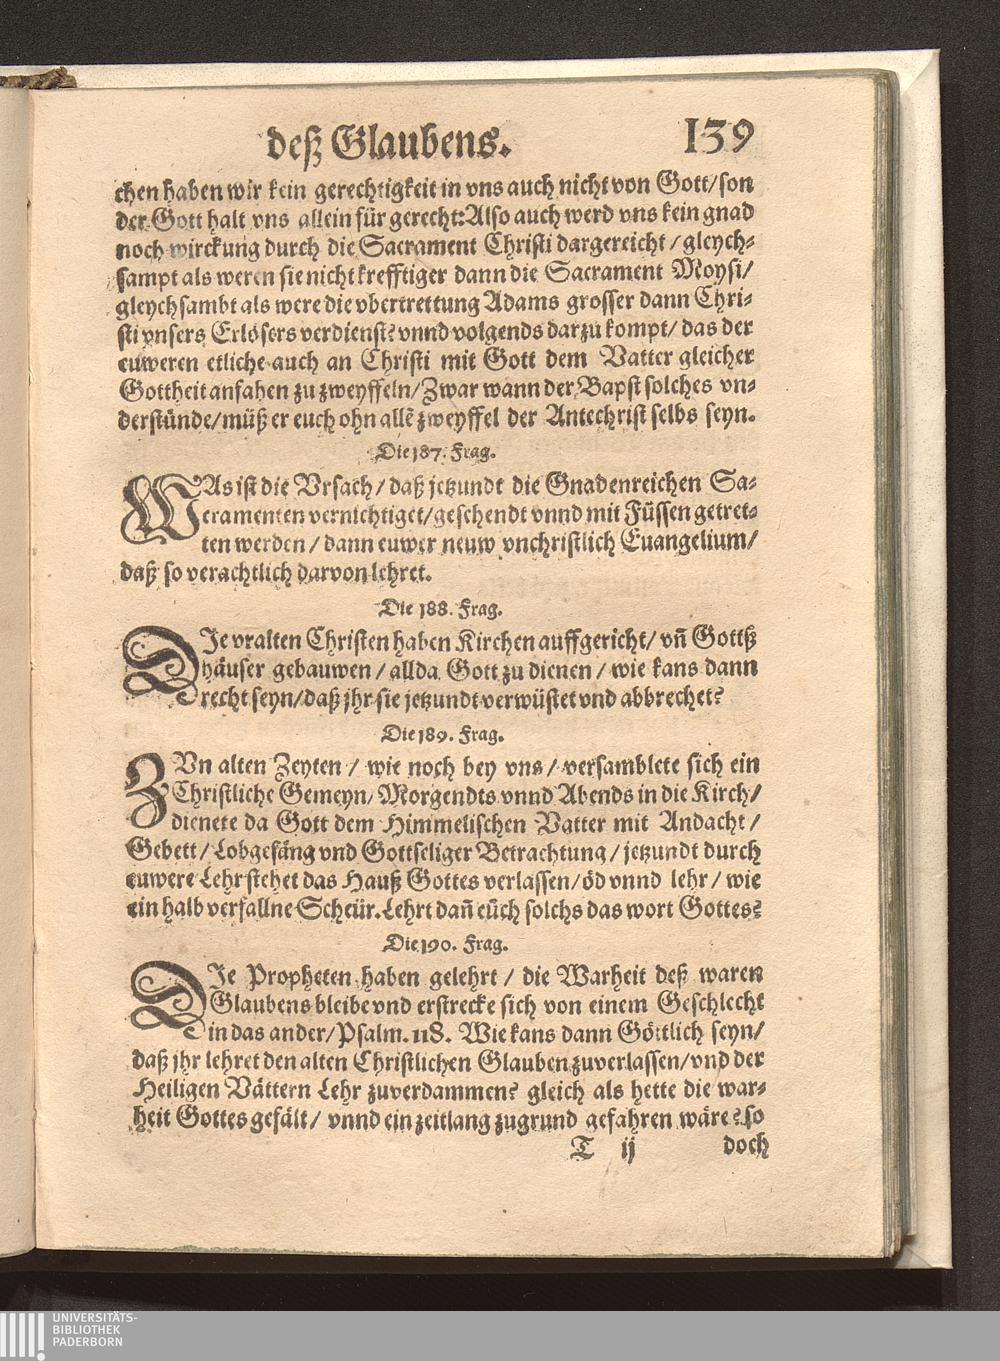 deß Glaubens. 139
chen haben wir kein gerechtigkeit in vns auch nicht von Gott/son
der Gott halt vns allein für gerecht: Also auch werd vns kein gnad
noch wirckung durch die Sacrament Christi dargereicht / gleych-
sampt als weren sie nicht krefftiger dann die Sacrament Moysi/
gleychsambt als were die vbertrettung Adams grosser dann Chri-
sti vnsers Erlösers verdienst? vnnd volgends darzu kompt/ das der
euweren etliche auch an Christi mit Gott dem Vatter gleicher
Gottheit anfahen zu zweyffeln/ Zwar wann der Bapst solches vn-
derstünde/müß er euch ohn allẽ zweyffel der Antechrist selbs seyn.
Die 187. Frag.
WAs ist die Vrsach/ daß jetzundt die Gnadenreichen Sa-
cramenten vernichtiget/geschendt vnnd mit Füssen getret-
ten werden / dann euwer neuw vnchristlich Euangelium/
daß so verachtlich darvon lehret.
Die 188. Frag.
DIe vralten Christen haben Kirchen auffgericht/ vñ Gottß
häuser gebauwen / allda Gott zu dienen / wie kans dann
recht seyn/daß jhr sie jetzundt verwüstet vnd abbrechet?
Die 189. Frag.
ZVn alten Zeyten / wie noch bey vns / versamblete sich ein
Christliche Gemeyn/ Morgendts vnnd Abends in die Kirch/
dienete da Gott dem Himmelischen Vatter mit Andacht /
Gebett / Lobgesäng vnd Gottseliger Betrachtung / jetzundt durch
euwere Lehr stehet das Hauß Gottes verlassen/ öd vnnd lehr / wie
ein halb verfallne Scheür. Lehrt dañ eüch solchs das wort Gottes?
Die 190. Frag.
DIe Propheten haben gelehrt / die Warheit deß waren
Glaubens bleibe vnd erstrecke sich von einem Geschlecht
in das ander/ Psalm. 118. Wie kans dann Göttlich seyn/
daß jhr lehret den alten Christlichen Glauben zuverlassen/ vnd der
Heiligen Vättern Lehr zuverdammen? gleich als hette die war-
heit Gottes gefält/ vnnd ein zeitlang zugrund gefahren wäre? so
T ij doch
UNIVERSITÄTS-
BIBLIOTHEK
PADERBORN